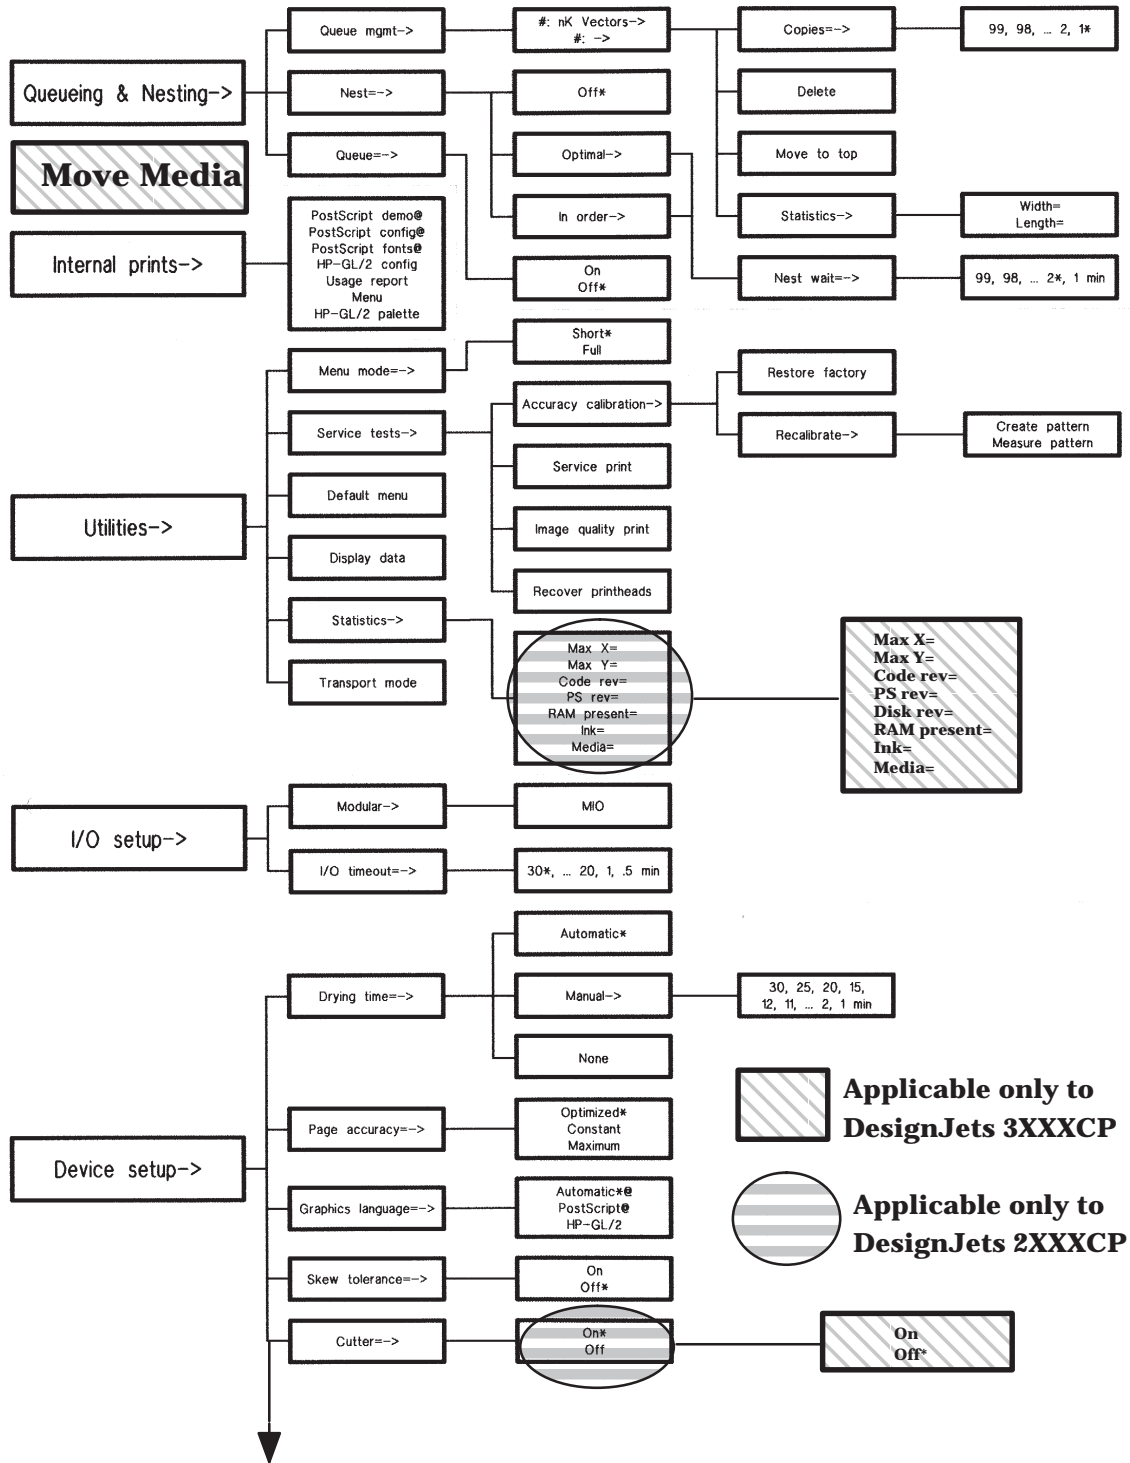 Queueing & Nesting->
Queue mgmt->
#: nK Vectors->
#: ->
Copies=->
99, 98, ... 2, 1*
Delete
Move to top
Statistics->
Width=
Length=
Nest=->
Off*
Optimal->
In order->
Nest wait=->
99, 98, ... 2*, 1 min
Queue=->
On
Off*
Move Media
Internal prints->
PostScript demo@
PostScript config@
PostScript fonts@
HP-GL/2 config
Usage report
Menu
HP-GL/2 palette
Utilities->
Menu mode=->
Short*
Full
Service tests->
Accuracy calibration->
Restore factory
Recalibrate->
Create pattern
Measure pattern
Service print
Image quality print
Recover printheads
Default menu
Display data
Statistics->
Max X=
Max Y=
Code rev=
PS rev=
RAM present=
Ink=
Media=
Max X=
Max Y=
Code rev=
PS rev=
Disk rev=
RAM present=
Ink=
Media=
Transport mode
I/O setup->
Modular->
MIO
I/O timeout=->
30*, ... 20, 1, .5 min
Device setup->
Drying time=->
Automatic*
Manual->
30, 25, 20, 15,
12, 11, ... 2, 1 min
None
Page accuracy=->
Optimized*
Constant
Maximum
Graphics language=->
Automatic*@
PostScript@
HP-GL/2
Skew tolerance=->
On
Off*
Cutter=->
On*
Off
On
Off*
Applicable only to
DesignJets 3XXXCP
Applicable only to
DesignJets 2XXXCP